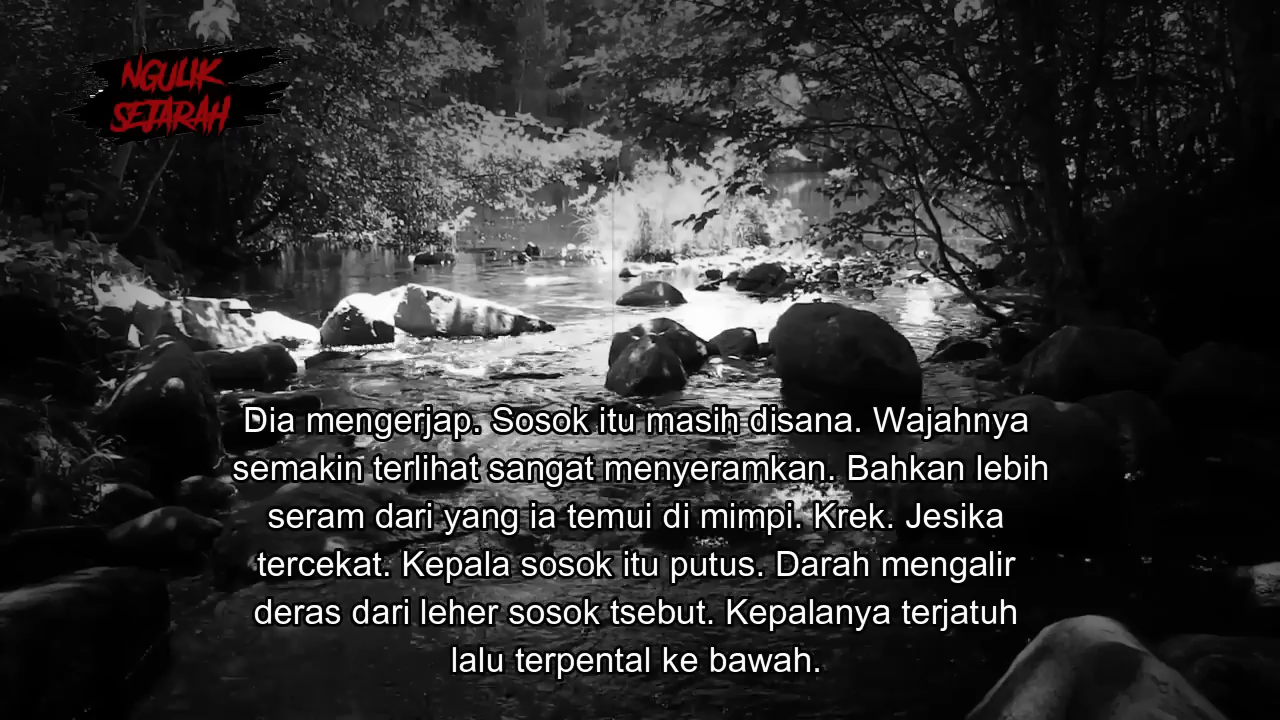 NGULIK
SEJARAH
Dia mengerjap. Sosok itu masih disana. Wajahnya
semakin terlihat sangat menyeramkan. Bahkan lebih
seram dari yang ia temui di mimpi. Krek. Jesika
tercekat. Kepala sosok itu putus. Darah mengalir
deras dari leher sosok tsebut. Kepalanya terjatuh
lalu terpental ke bawah.